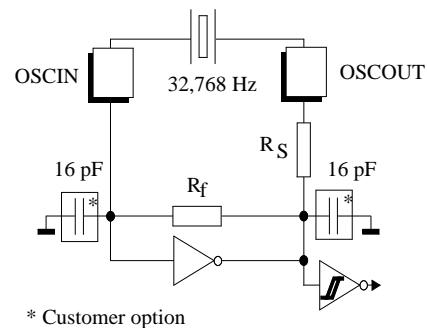 OSCIN
OSCOUT
32,768 Hz
RS
16 pF
16 pF
*
Rf
*
* Customer option